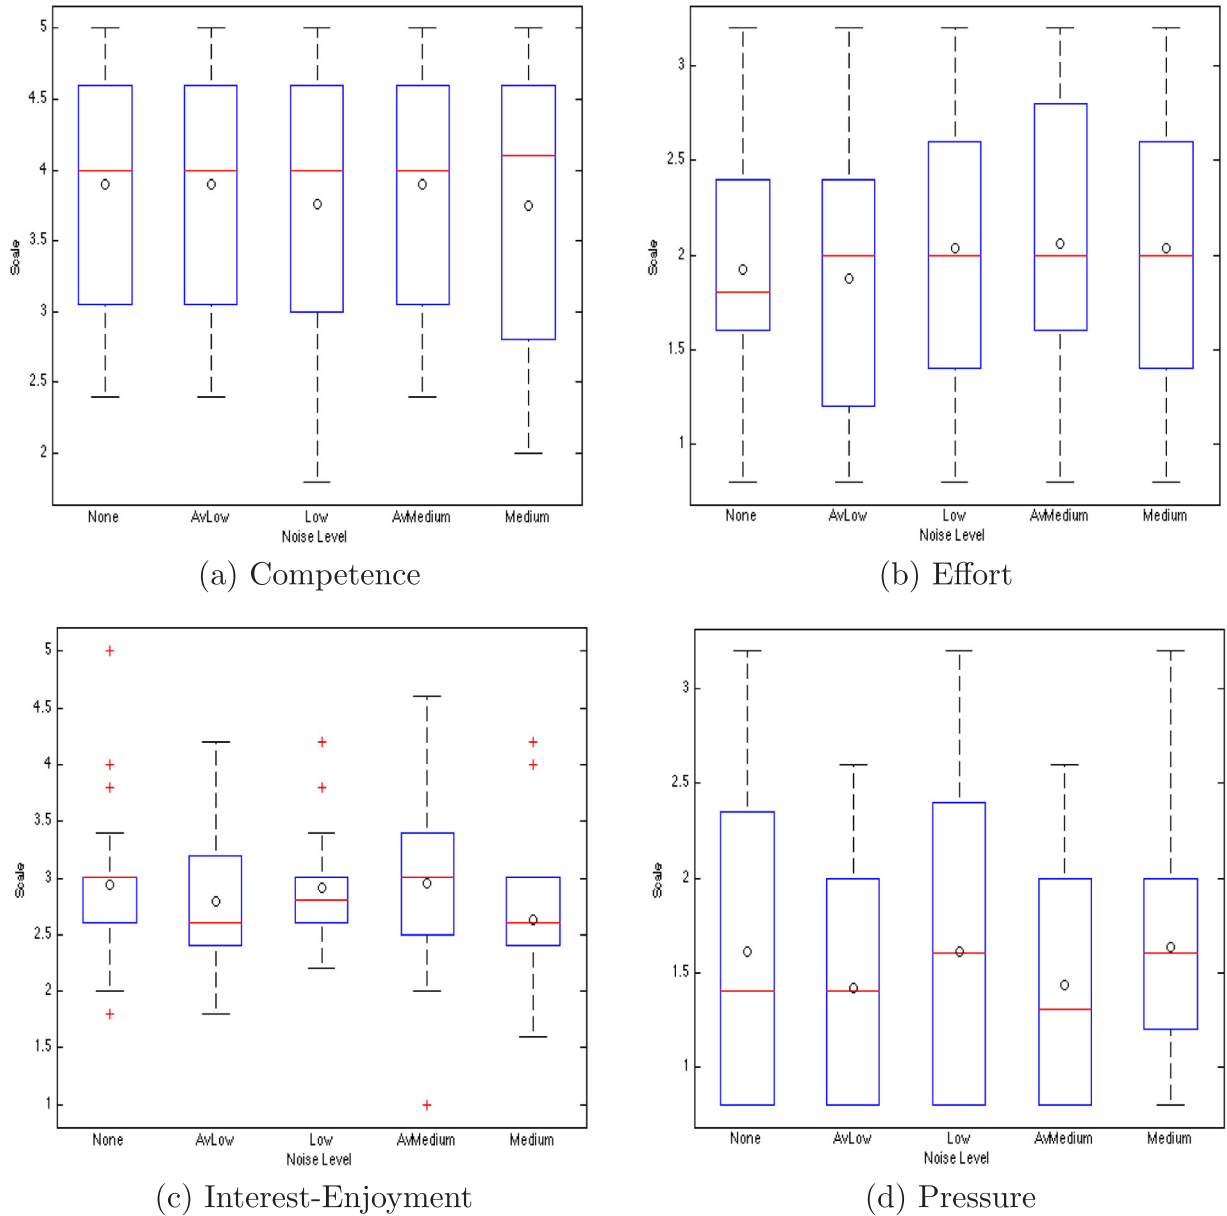 5
4.5
4
3.5
3
2.5
2
Scale
None AvLow Low AvMedium Medium
Noise Level
(a) Competence
3
2.5
2
1.5
1
Scale
None AvLow Low AvMedium Medium
Noise Level
(b) Effort
5
4.5
4
3.5
3
2.5
2
1.5
1
Scale
None AvLow Low AvMedium Medium
Noise Level
(c) Interest-Enjoyment
3
2.5
2
1.5
1
Scale
None AvLow Low AvMedium Medium
Noise Level
(d) Pressure